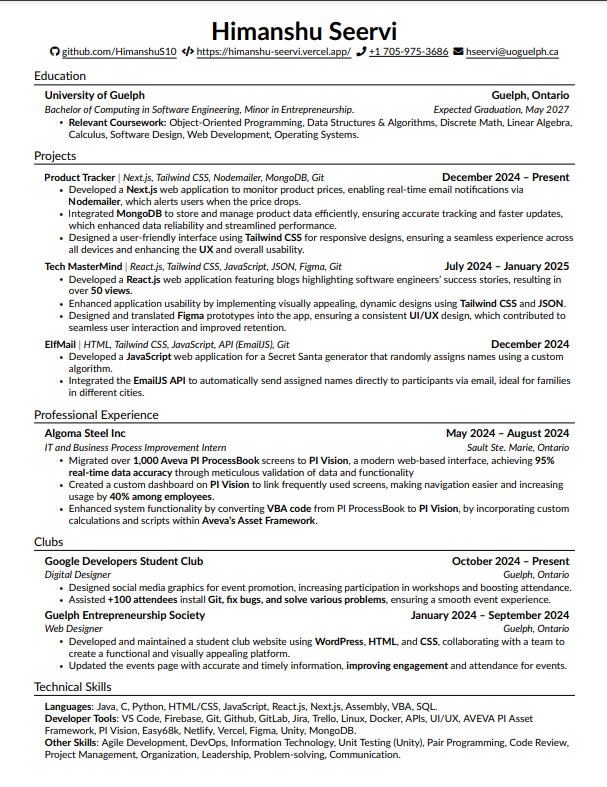 Himanshu Seervi
github.com/HimanshuS10 https://himanshu-seervi.vercel.app/ +1 705-975-3686 hseervi@uoguelph.ca
Education
University of Guelph Guelph, Ontario
Bachelor of Computing in Software Engineering, Minor in Entrepreneurship. Expected Graduation, May 2027
• Relevant Coursework: Object-Oriented Programming, Data Structures & Algorithms, Discrete Math, Linear Algebra,
Calculus, Software Design, Web Development, Operating Systems.
Projects
Product Tracker | Next.js, Tailwind CSS, Nodemailer, MongoDB, Git December 2024 – Present
• Developed a Next.js web application to monitor product prices, enabling real-time email notifications via
Nodemailer, which alerts users when the price drops.
• Integrated MongoDB to store and manage product data efficiently, ensuring accurate tracking and faster updates,
which enhanced data reliability and streamlined performance.
• Designed a user-friendly interface using Tailwind CSS for responsive designs, ensuring a seamless experience across
all devices and enhancing the UX and overall usability.
Tech MasterMind | React.js, Tailwind CSS, JavaScript, JSON, Figma, Git July 2024 – January 2025
• Developed a React.js web application featuring blogs highlighting software engineers' success stories, resulting in
over 50 views.
• Enhanced application usability by implementing visually appealing, dynamic designs using Tailwind CSS and JSON.
• Designed and translated Figma prototypes into the app, ensuring a consistent UI/UX design, which contributed to
seamless user interaction and improved retention.
ElfMail | HTML, Tailwind CSS, JavaScript, API (EmailJS), Git December 2024
• Developed a JavaScript web application for a Secret Santa generator that randomly assigns names using a custom
algorithm.
• Integrated the EmailJS API to automatically send assigned names directly to participants via email, ideal for families
in different cities.
Professional Experience
Algoma Steel Inc May 2024 – August 2024
IT and Business Process Improvement Intern Sault Ste. Marie, Ontario
• Migrated over 1,000 Aveva PI ProcessBook screens to PI Vision, a modern web-based interface, achieving 95%
real-time data accuracy through meticulous validation of data and functionality
• Created a custom dashboard on PI Vision to link frequently used screens, making navigation easier and increasing
usage by 40% among employees.
• Enhanced system functionality by converting VBA code from PI ProcessBook to PI Vision, by incorporating custom
calculations and scripts within Aveva's Asset Framework.
Clubs
Google Developers Student Club October 2024 – Present
Digital Designer Guelph, Ontario
• Designed social media graphics for event promotion, increasing participation in workshops and boosting attendance.
• Assisted +100 attendees install Git, fix bugs, and solve various problems, ensuring a smooth event experience.
Guelph Entrepreneurship Society January 2024 – September 2024
Web Designer Guelph, Ontario
• Developed and maintained a student club website using WordPress, HTML, and CSS, collaborating with a team to
create a functional and visually appealing platform.
• Updated the events page with accurate and timely information, improving engagement and attendance for events.
Technical Skills
Languages: Java, C, Python, HTML/CSS, JavaScript, React.js, Next.js, Assembly, VBA, SQL.
Developer Tools: VS Code, Firebase, Git, Github, GitLab, Jira, Trello, Linux, Docker, APIs, UI/UX, AVEVA PI Asset
Framework, PI Vision, Easy68k, Netlify, Vercel, Figma, Unity, MongoDB.
Other Skills: Agile Development, DevOps, Information Technology, Unit Testing (Unity), Pair Programming, Code Review,
Project Management, Organization, Leadership, Problem-solving, Communication.